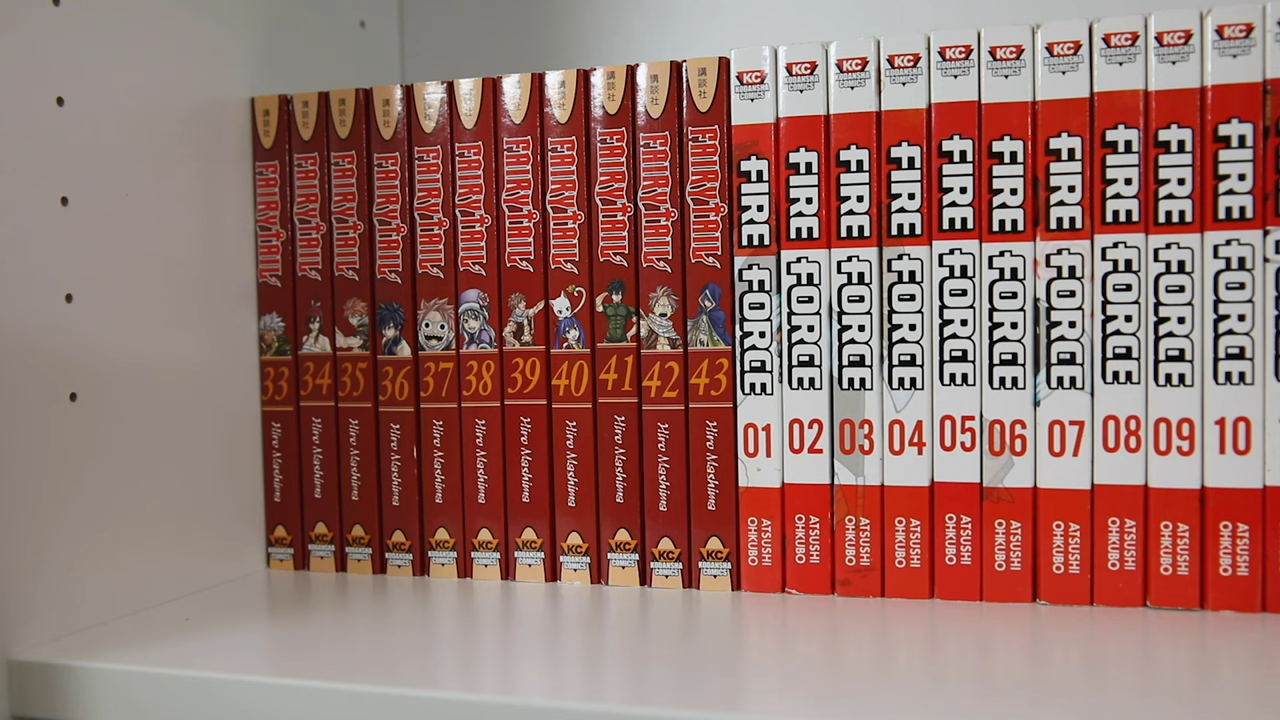 講談社 FAIRY TAIL 33 Hiro Mashima KC KODANSHA COMICS
講談社 FAIRY TAIL 34 Hiro Mashima KC KODANSHA COMICS
講談社 FAIRY TAIL 35 Hiro Mashima KC KODANSHA COMICS
講談社 FAIRY TAIL 36 Hiro Mashima KC KODANSHA COMICS
講談社 FAIRY TAIL 37 Hiro Mashima KC KODANSHA COMICS
講談社 FAIRY TAIL 38 Hiro Mashima KC KODANSHA COMICS
講談社 FAIRY TAIL 39 Hiro Mashima KC KODANSHA COMICS
講談社 FAIRY TAIL 40 Hiro Mashima KC KODANSHA COMICS
講談社 FAIRY TAIL 41 Hiro Mashima KC KODANSHA COMICS
講談社 FAIRY TAIL 42 Hiro Mashima KC KODANSHA COMICS
講談社 FAIRY TAIL 43 Hiro Mashima KC KODANSHA COMICS
KC KODANSHA COMICS FIRE FORCE 01 ATSUSHI OHKUBO
KC KODANSHA COMICS FIRE FORCE 02 ATSUSHI OHKUBO
KC KODANSHA COMICS FIRE FORCE 03 ATSUSHI OHKUBO
KC KODANSHA COMICS FIRE FORCE 04 ATSUSHI OHKUBO
KC KODANSHA COMICS FIRE FORCE 05 ATSUSHI OHKUBO
KC KODANSHA COMICS FIRE FORCE 06 ATSUSHI OHKUBO
KC KODANSHA COMICS FIRE FORCE 07 ATSUSHI OHKUBO
KC KODANSHA COMICS FIRE FORCE 08 ATSUSHI OHKUBO
KC KODANSHA COMICS FIRE FORCE 09 ATSUSHI OHKUBO
KC KODANSHA COMICS FIRE FORCE 10 ATSUSHI OHKUBO